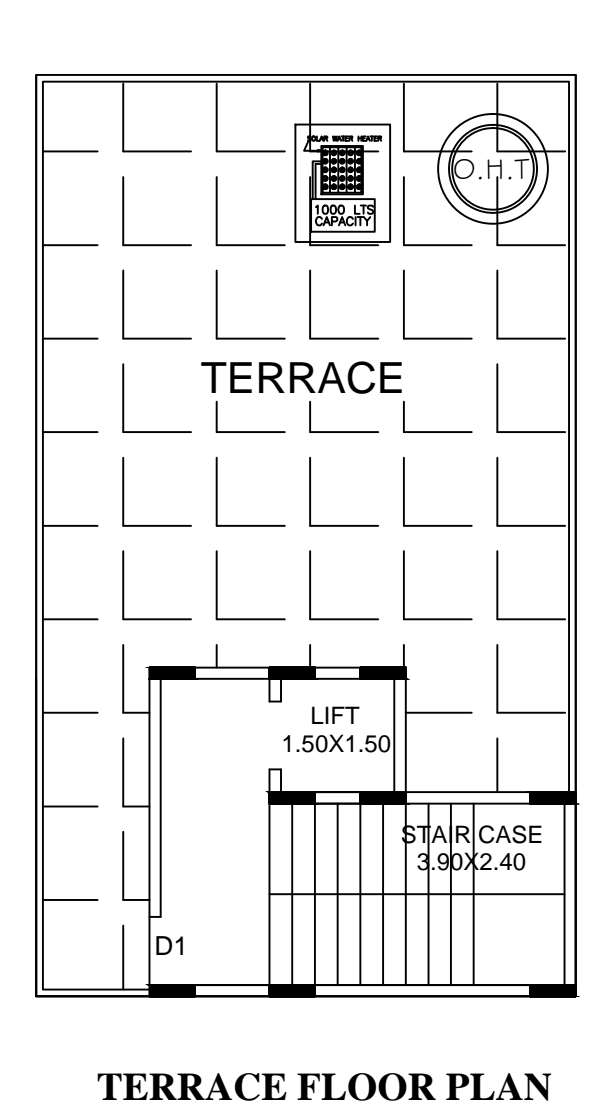 SOLAR WATER HEATER
O.H.T
1000 LTS
CAPACITY
TERRACE
LIFT
1.50X1.50
STAIR CASE
3.90X2.40
D1
TERRACE FLOOR PLAN